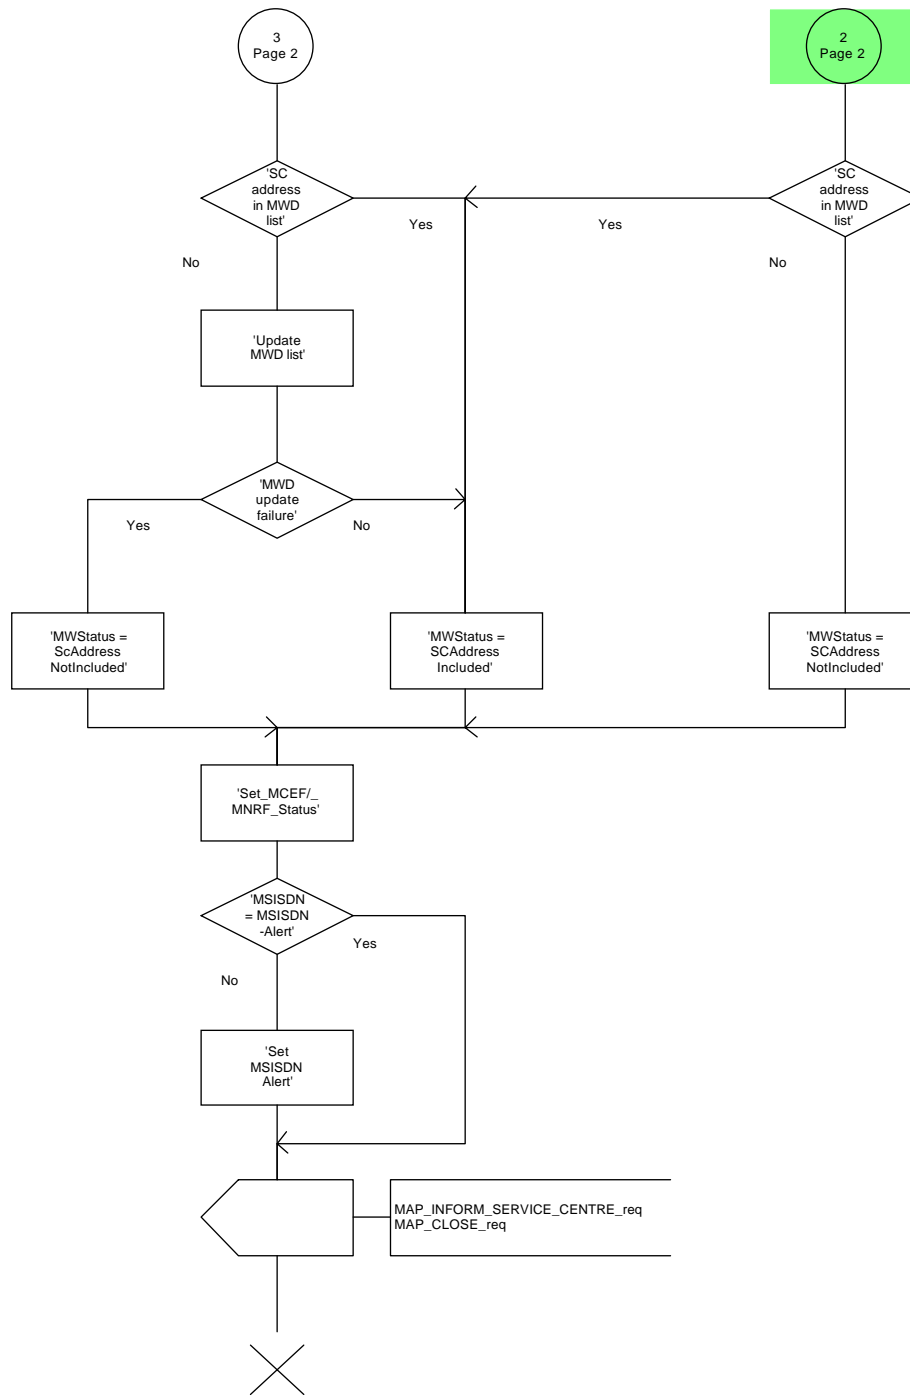 3
Page 2
2
Page 2
'SC
address
in MWD
list'
'SC
address
in MWD
list'
Yes
Yes
No
No
'Update
MWD list'
'MWD
update
failure'
Yes
No
'MWStatus =
ScAddress
NotIncluded'
'MWStatus =
SCAddress
Included'
'MWStatus =
SCAddress
NotIncluded'
'Set_MCEF/_
MNRF_Status'
'MSISDN
= MSISDN
-Alert'
Yes
No
'Set
MSISDN
Alert'
MAP_INFORM_SERVICE_CENTRE_req
MAP_CLOSE_req